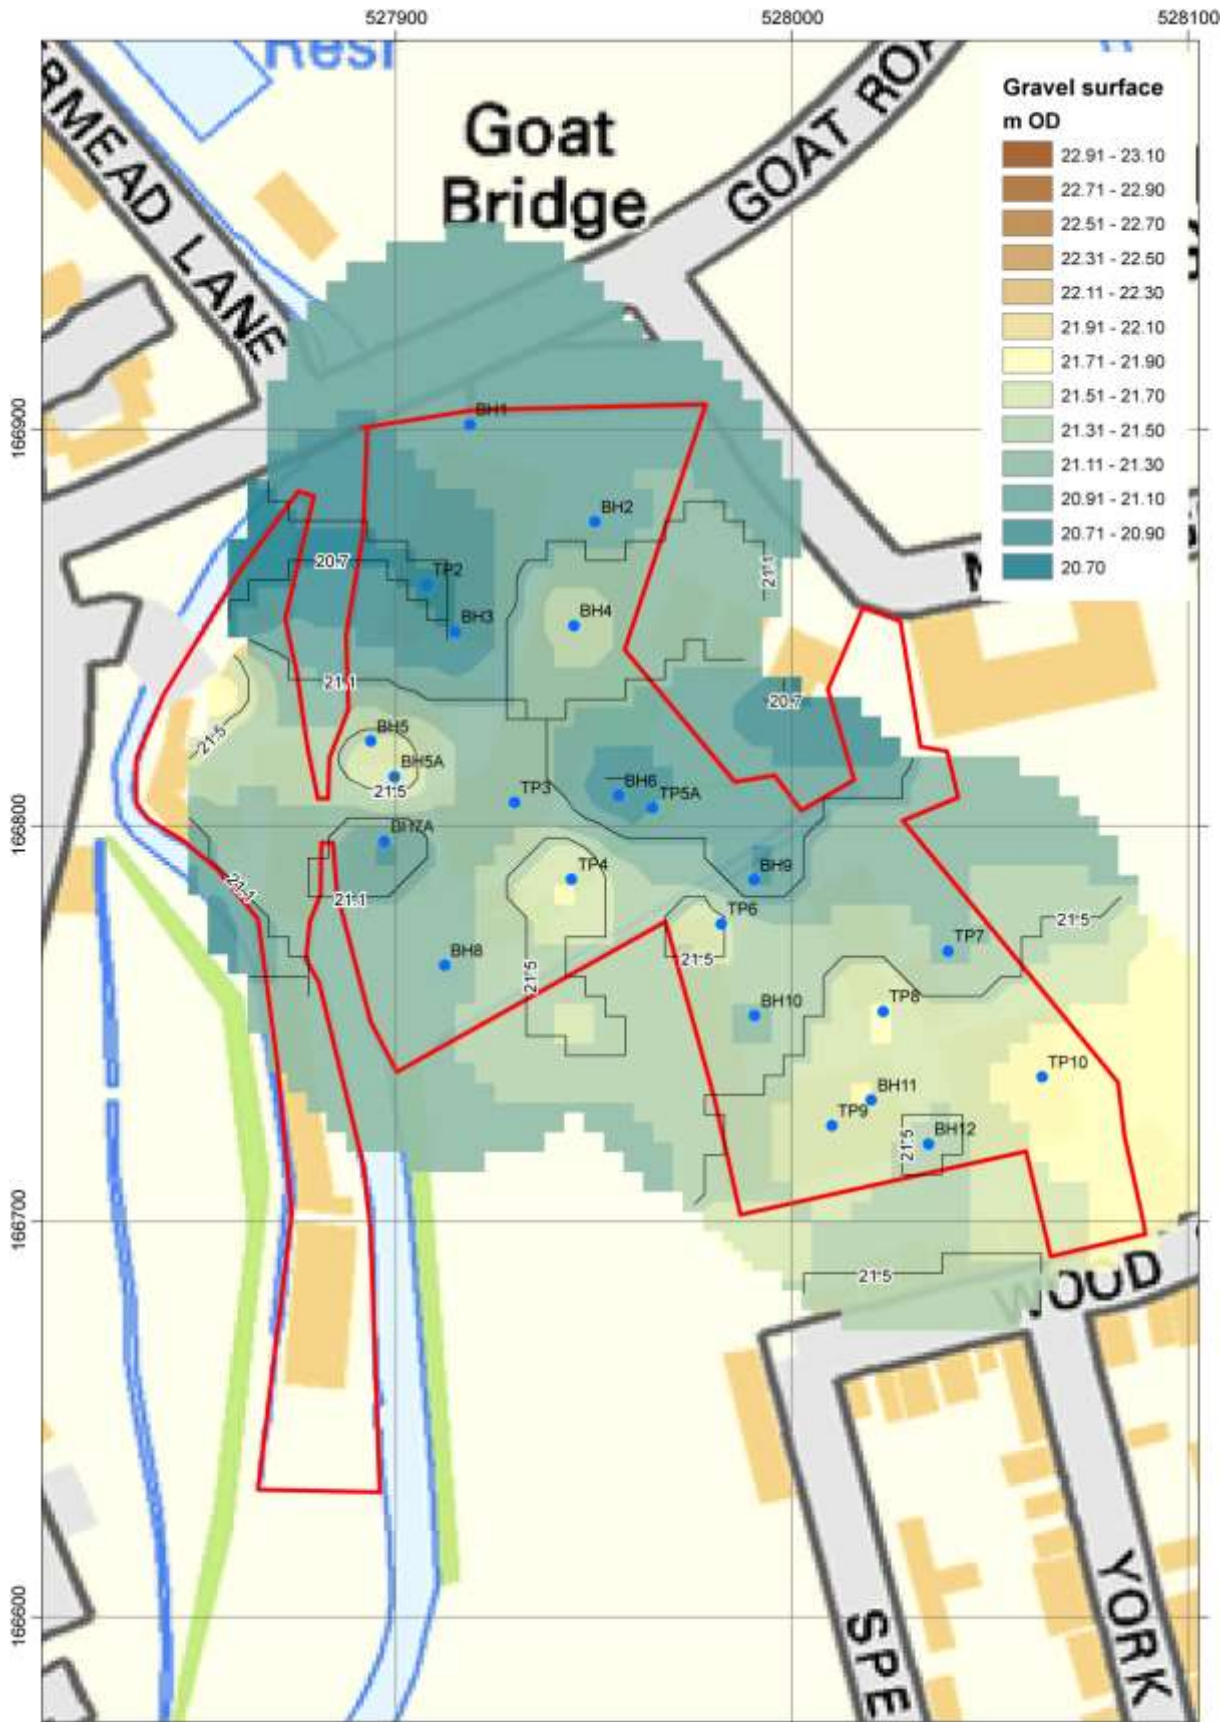 527900
528000
528100
Resr
RMEAD LANE
Goat
Bridge
GOAT ROA
Gravel surface
m OD
22.91 - 23.10
22.71 - 22.90
22.51 - 22.70
22.31 - 22.50
22.11 - 22.30
21.91 - 22.10
21.71 - 21.90
21.51 - 21.70
21.31 - 21.50
21.11 - 21.30
20.91 - 21.10
20.71 - 20.90
20.70
166900
BH1
BH2
20.7
TP2
21.1
BH3
BH4
21.1
20.7
21.5
BH5
BH5A
21.5
TP3
BH6
TP5A
166800
BH7A
TP4
BH9
21.1
21.1
TP6
21.5
BH8
21.5
21.5
TP7
BH10
TP8
TP10
BH11
TP9
21.5
BH12
166700
21.5
WOOD
166600
SPE
YORK